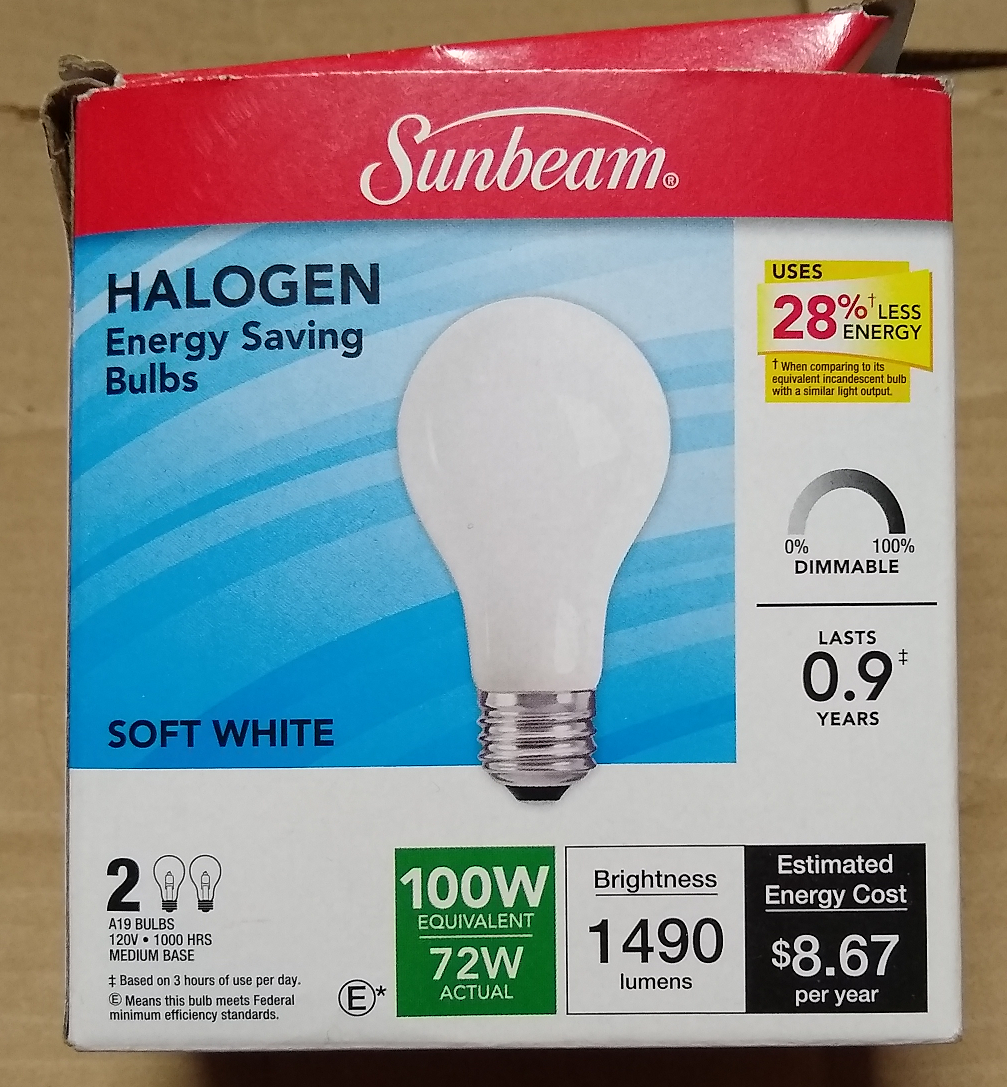 Sunbeam®
HALOGEN
Energy Saving
Bulbs
USES
28%† LESS
ENERGY
† When comparing to its
equivalent incandescent bulb
with a similar light output.
0% 100%
DIMMABLE
LASTS
0.9‡
YEARS
SOFT WHITE
2
A19 BULBS
120V • 1000 HRS
MEDIUM BASE
‡ Based on 3 hours of use per day.
Ⓔ Means this bulb meets Federal
minimum efficiency standards.
Ⓔ*
100W
EQUIVALENT
72W
ACTUAL
Brightness
1490
lumens
Estimated
Energy Cost
$8.67
per year